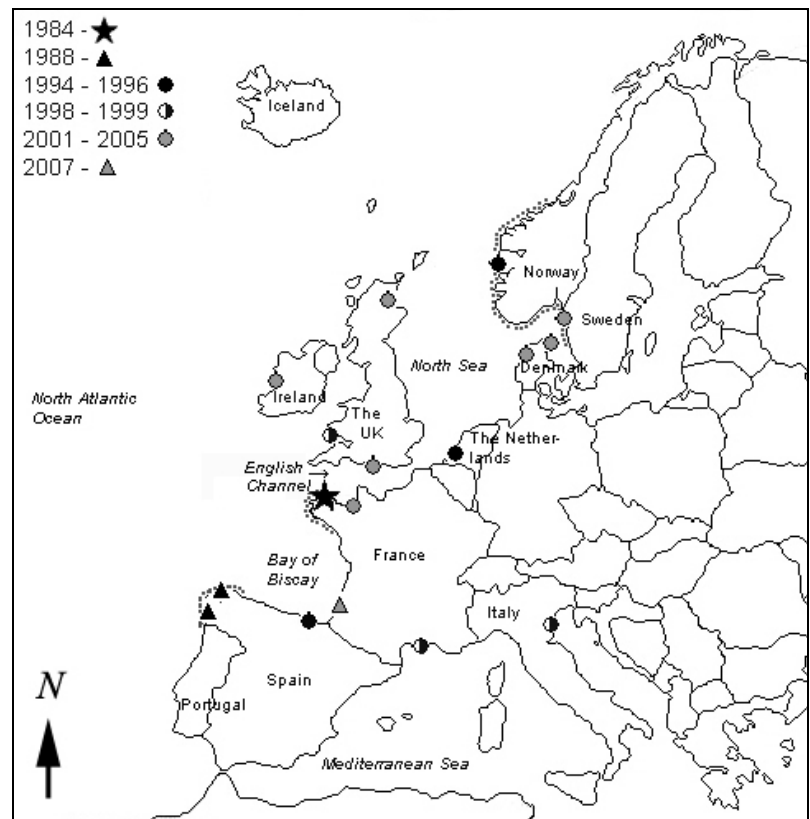 1984 -
1988 -
1994 - 1996
1998 - 1999
2001 - 2005
2007 -
Iceland
Norway
Sweden
North Sea
Denmark
Ireland
North Atlantic
Ocean
The
UK
The Nether-
lands
English
Channel
France
Bay of
Biscay
Italy
Spain
Portugal
N
Mediterranean Sea